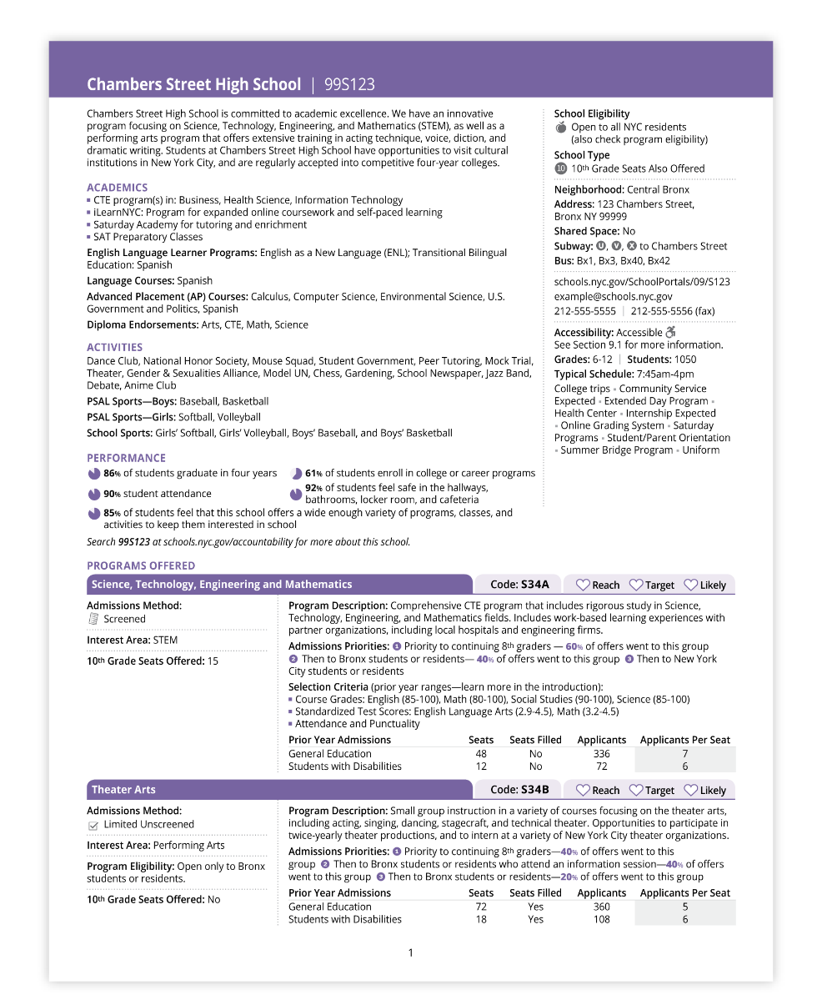 Chambers Street High School | 99S123
Chambers Street High School is committed to academic excellence. We have an innovative
program focusing on Science, Technology, Engineering, and Mathematics (STEM), as well as a
performing arts program that offers extensive training in acting technique, voice, diction, and
dramatic writing. Students at Chambers Street High School have opportunities to visit cultural
institutions in New York City, and are regularly accepted into competitive four-year colleges.
ACADEMICS
▪ CTE program(s) in: Business, Health Science, Information Technology
▪ iLearnNYC: Program for expanded online coursework and self-paced learning
▪ Saturday Academy for tutoring and enrichment
▪ SAT Preparatory Classes
English Language Learner Programs: English as a New Language (ENL); Transitional Bilingual
Education: Spanish
Language Courses: Spanish
Advanced Placement (AP) Courses: Calculus, Computer Science, Environmental Science, U.S.
Government and Politics, Spanish
Diploma Endorsements: Arts, CTE, Math, Science
ACTIVITIES
Dance Club, National Honor Society, Mouse Squad, Student Government, Peer Tutoring, Mock Trial,
Theater, Gender & Sexualities Alliance, Model UN, Chess, Gardening, School Newspaper, Jazz Band,
Debate, Anime Club
PSAL Sports—Boys: Baseball, Basketball
PSAL Sports—Girls: Softball, Volleyball
School Sports: Girls’ Softball, Girls’ Volleyball, Boys’ Baseball, and Boys’ Basketball
PERFORMANCE
86% of students graduate in four years
61% of students enroll in college or career programs
90% student attendance
92% of students feel safe in the hallways,
bathrooms, locker room, and cafeteria
85% of students feel that this school offers a wide enough variety of programs, classes, and
activities to keep them interested in school
Search 99S123 at schools.nyc.gov/accountability for more about this school.
School Eligibility
Open to all NYC residents
(also check program eligibility)
School Type
10 10th Grade Seats Also Offered
Neighborhood: Central Bronx
Address: 123 Chambers Street,
Bronx NY 99999
Shared Space: No
Subway: U, V, X to Chambers Street
Bus: Bx1, Bx3, Bx40, Bx42
schools.nyc.gov/SchoolPortals/09/S123
example@schools.nyc.gov
212-555-5555 | 212-555-5556 (fax)
Accessibility: Accessible
See Section 9.1 for more information.
Grades: 6-12 | Students: 1050
Typical Schedule: 7:45am-4pm
College trips ▪ Community Service
Expected ▪ Extended Day Program ▪
Health Center ▪ Internship Expected
▪ Online Grading System ▪ Saturday
Programs ▪ Student/Parent Orientation
▪ Summer Bridge Program ▪ Uniform
PROGRAMS OFFERED
Science, Technology, Engineering and Mathematics Code: S34A Reach Target Likely
Admissions Method:
Screened
Interest Area: STEM
10th Grade Seats Offered: 15
Program Description: Comprehensive CTE program that includes rigorous study in Science,
Technology, Engineering, and Mathematics fields. Includes work-based learning experiences with
partner organizations, including local hospitals and engineering firms.
Admissions Priorities: 1 Priority to continuing 8th graders — 60% of offers went to this group
2 Then to Bronx students or residents— 40% of offers went to this group 3 Then to New York
City students or residents
Selection Criteria (prior year ranges—learn more in the introduction):
▪ Course Grades: English (85-100), Math (80-100), Social Studies (90-100), Science (85-100)
▪ Standardized Test Scores: English Language Arts (2.9-4.5), Math (3.2-4.5)
▪ Attendance and Punctuality
Prior Year Admissions Seats Seats Filled Applicants Applicants Per Seat
General Education 48 No 336 7
Students with Disabilities 12 No 72 6
Theater Arts Code: S34B Reach Target Likely
Admissions Method:
Limited Unscreened
Interest Area: Performing Arts
Program Eligibility: Open only to Bronx
students or residents.
10th Grade Seats Offered: No
Program Description: Small group instruction in a variety of courses focusing on the theater arts,
including acting, singing, dancing, stagecraft, and technical theater. Opportunities to participate in
twice-yearly theater productions, and to intern at a variety of New York City theater organizations.
Admissions Priorities: 1 Priority to continuing 8th graders—40% of offers went to this
group 2 Then to Bronx students or residents who attend an information session—40% of offers
went to this group 3 Then to Bronx students or residents—20% of offers went to this group
Prior Year Admissions Seats Seats Filled Applicants Applicants Per Seat
General Education 72 Yes 360 5
Students with Disabilities 18 Yes 108 6
1